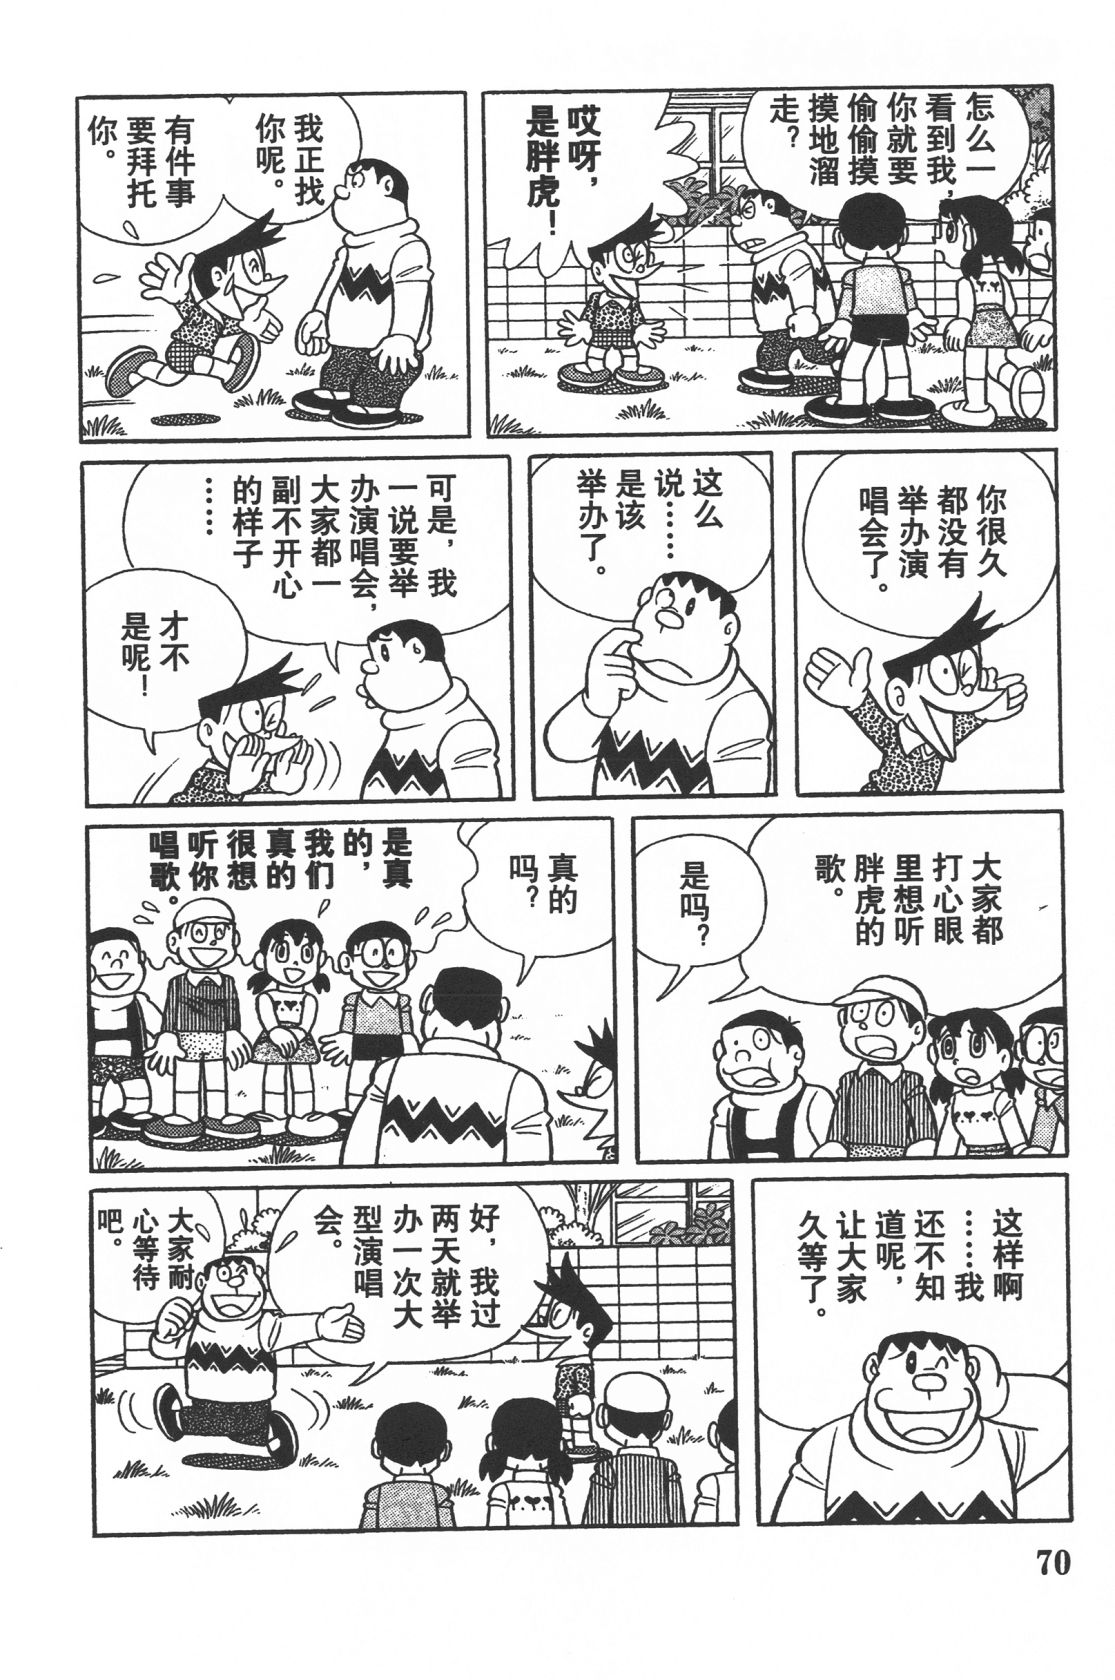 怎么一
看到我，
你就要
偷偷摸
摸地溜
走？
哎呀，
是胖虎！
我正找
你呢。
有件事
要拜托
你。
你很久
都没有
举办演
唱会了。
这么
说……
是该
举办了。
可是，我
一说要举
办演唱会，
大家都一
副不开心
的样子
……
才不
是呢！
大家都
打心眼
里想听
胖虎的
歌。
是吗？
真的
吗？
是真
的，
我们
真的
很想
听你
唱歌。
这样啊
……我
还不知
道呢，
让大家
久等了。
好，我过
两天就举
办一次大
型演唱
会。
大家耐
心等待
吧。
70